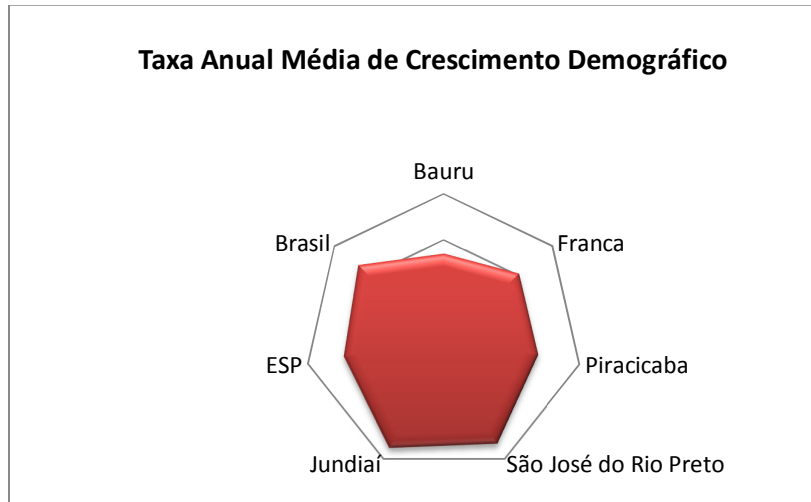 Taxa Anual Média de Crescimento Demográfico
Bauru
Brasil
Franca
ESP
Piracicaba
Jundiaí
São José do Rio Preto